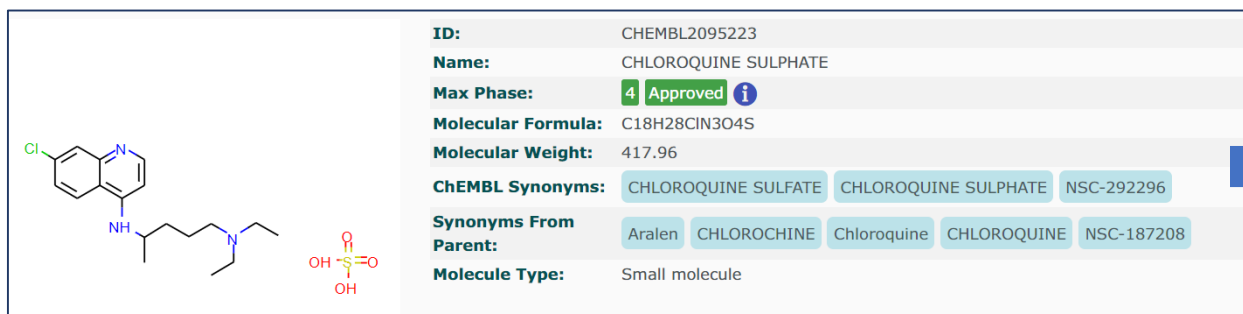 ID: CHEMBL2095223
Name: CHLOROQUINE SULPHATE
Max Phase: 4 Approved i
Molecular Formula: C18H28ClN3O4S
Molecular Weight: 417.96
ChEMBL Synonyms: CHLOROQUINE SULFATE CHLOROQUINE SULPHATE NSC-292296
Synonyms From
Parent: Aralen CHLOROCHINE Chloroquine CHLOROQUINE NSC-187208
Molecule Type: Small molecule
Cl N
NH N
O
OH S O
OH